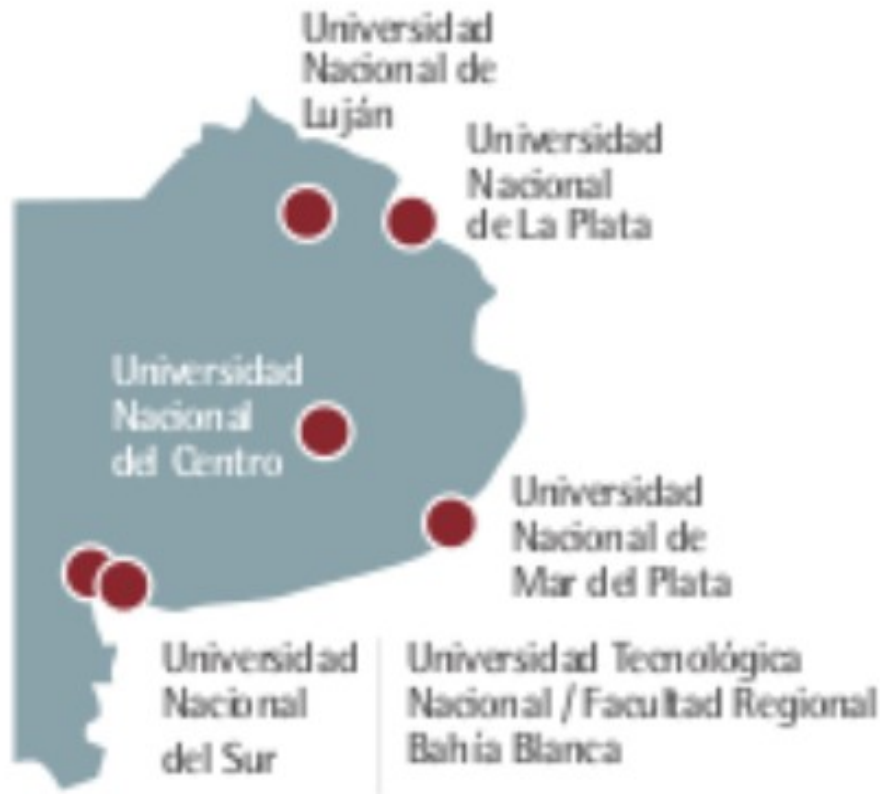 Universidad
Nacional de
Luján
Universidad
Nacional
de La Plata
Universidad
Nacional
del Centro
Universidad
Nacional de
Mar del Plata
Universidad
Nacional
del Sur
Universidad Tecnológica
Nacional / Facultad Regional
Bahía Blanca